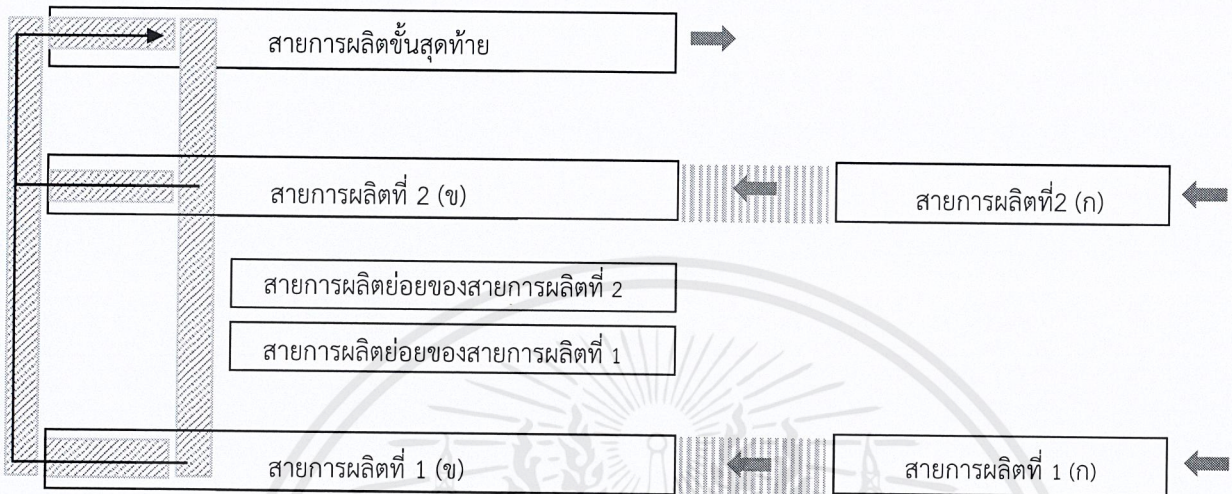 สายการผลิตขั้นสุดท้าย
สายการผลิตที่ 2 (ข)
สายการผลิตที่2 (ก)
สายการผลิตย่อยของสายการผลิตที่ 2
สายการผลิตย่อยของสายการผลิตที่ 1
สายการผลิตที่ 1 (ข)
สายการผลิตที่ 1 (ก)